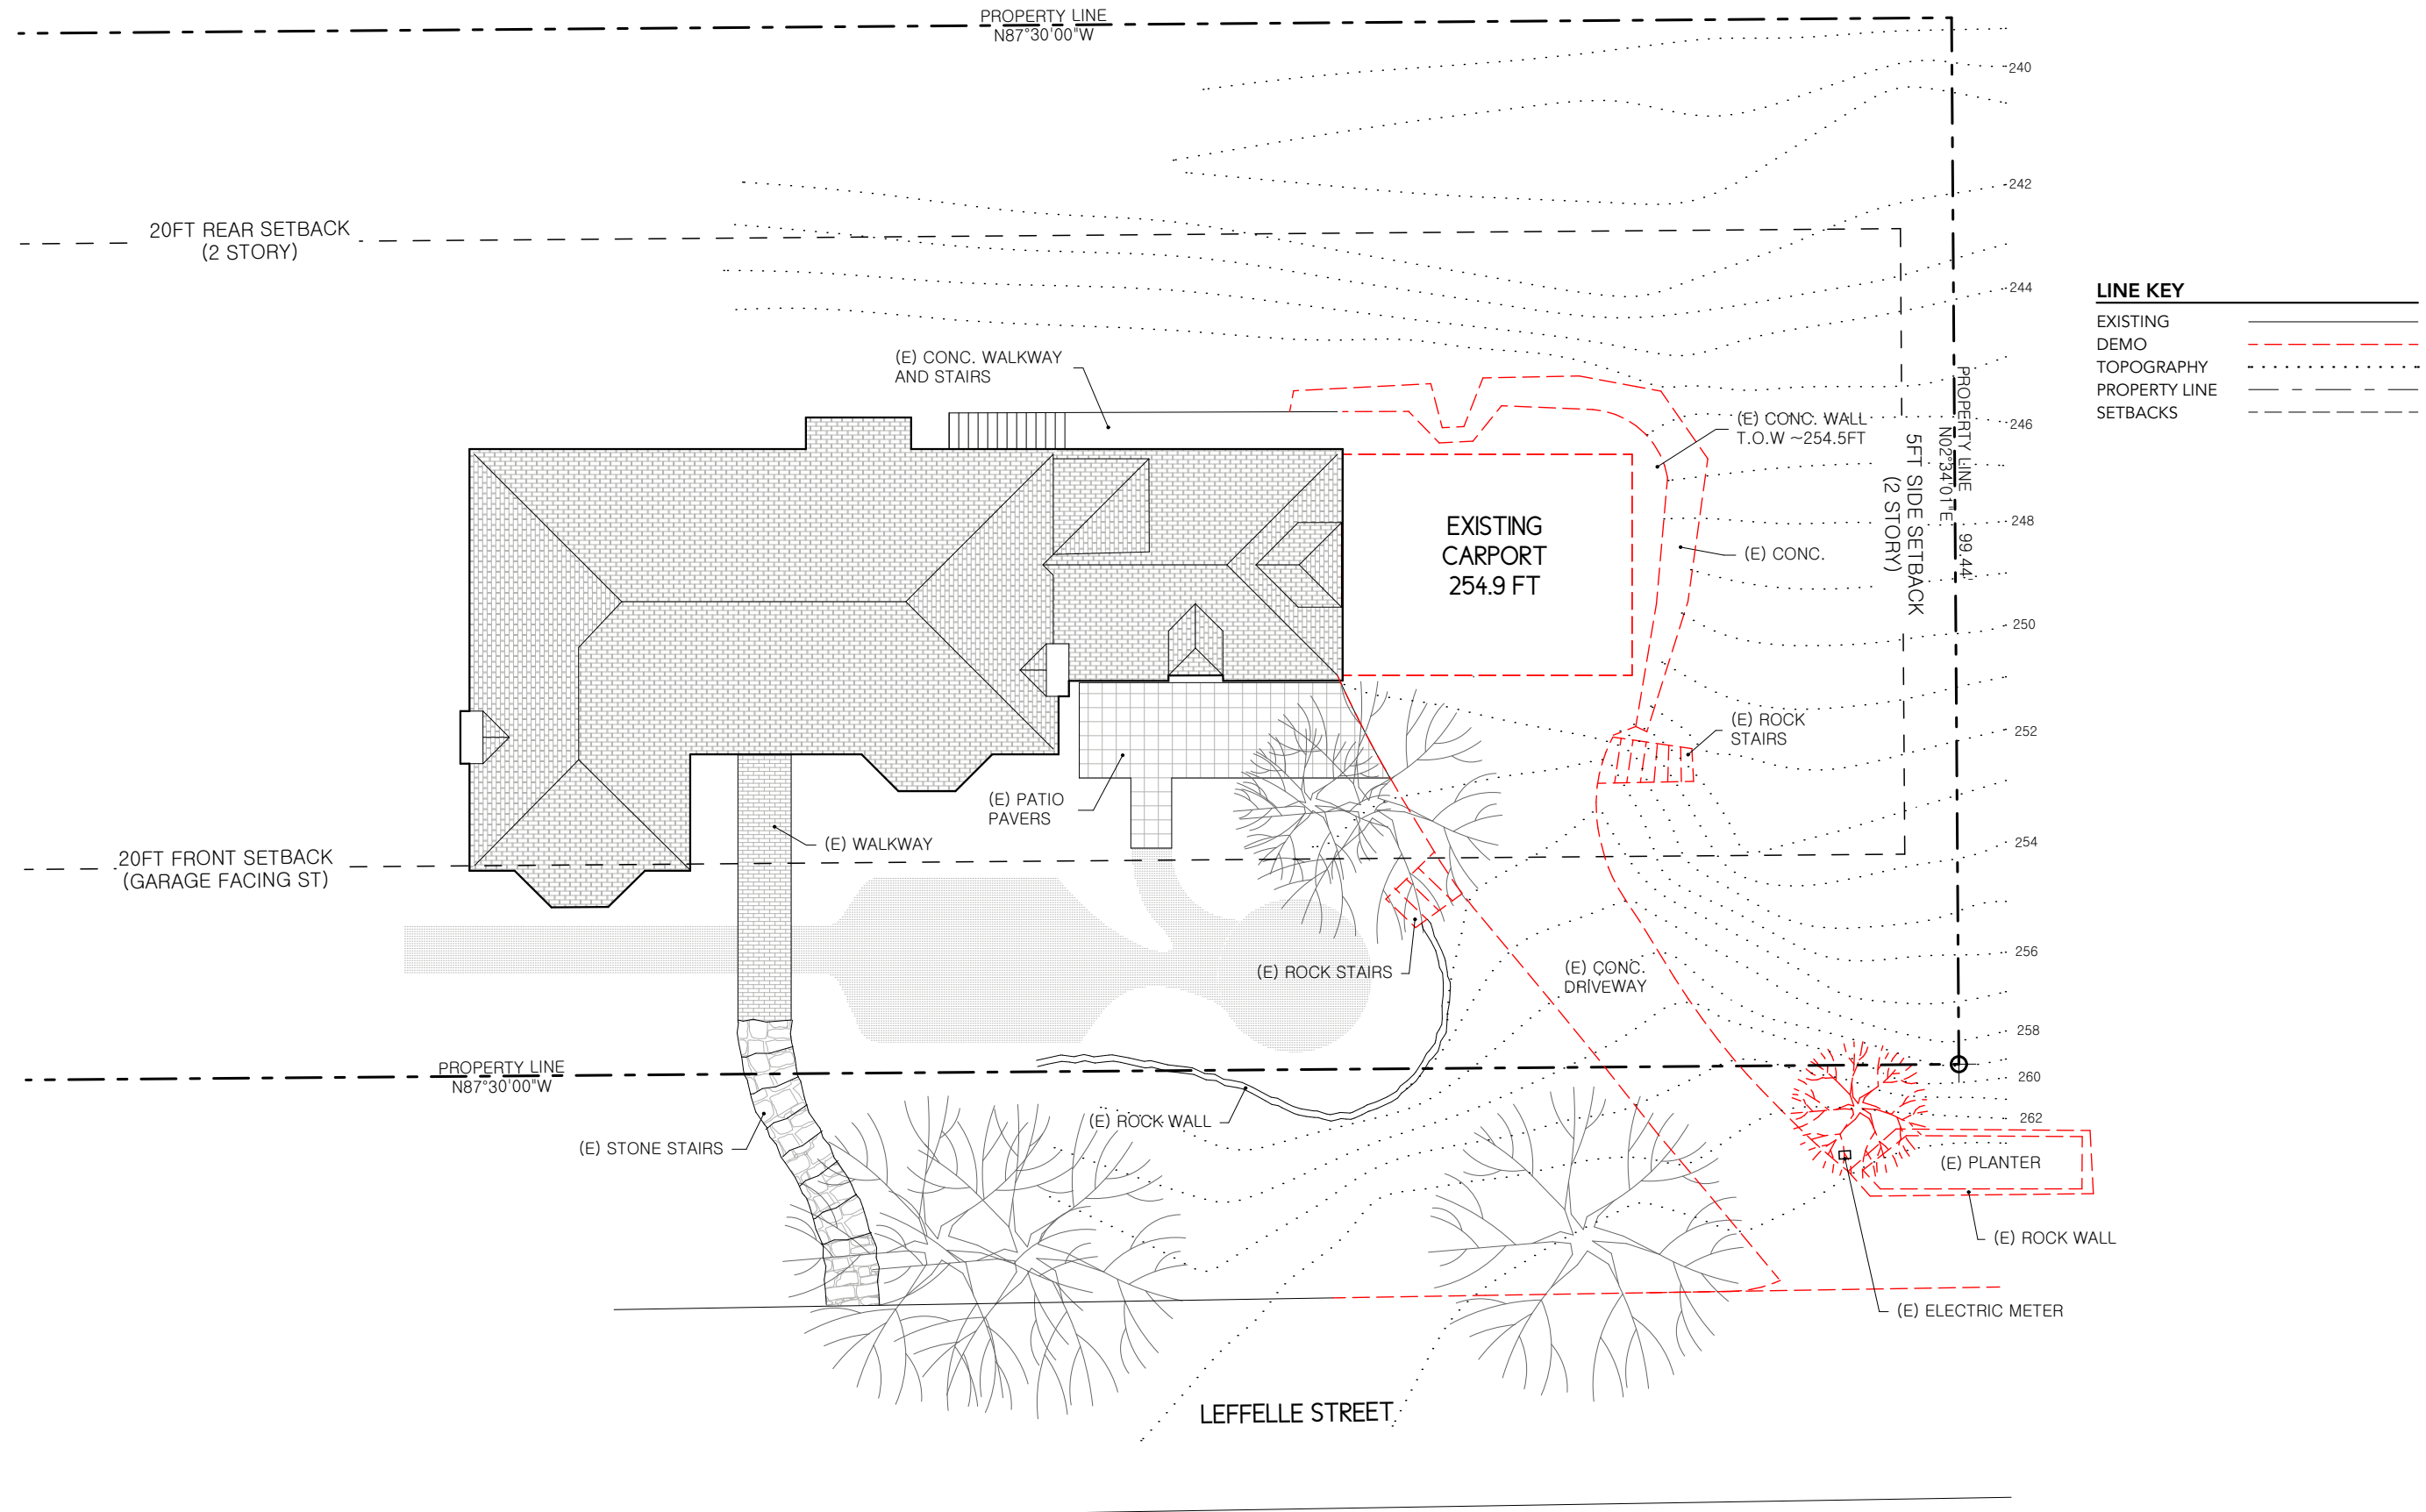 PROPERTY LINE
N87°30'00"W
240
242
20FT REAR SETBACK
(2 STORY)
244
LINE KEY
EXISTING
DEMO
TOPOGRAPHY
PROPERTY LINE
SETBACKS
(E) CONC. WALKWAY
AND STAIRS
(E) CONC. WALL
T.O.W ~254.5FT
246
PROPERTY LINE
N02°34'01"E
99.44'
5FT SIDE SETBACK
(2 STORY)
EXISTING
CARPORT
254.9 FT
248
(E) CONC.
250
(E) ROCK
STAIRS
252
(E) PATIO
PAVERS
(E) WALKWAY
254
20FT FRONT SETBACK
(GARAGE FACING ST)
256
(E) ROCK STAIRS
(E) CONC.
DRIVEWAY
258
PROPERTY LINE
N87°30'00"W
260
(E) ROCK WALL
262
(E) STONE STAIRS
(E) PLANTER
(E) ROCK WALL
(E) ELECTRIC METER
LEFFELLE STREET